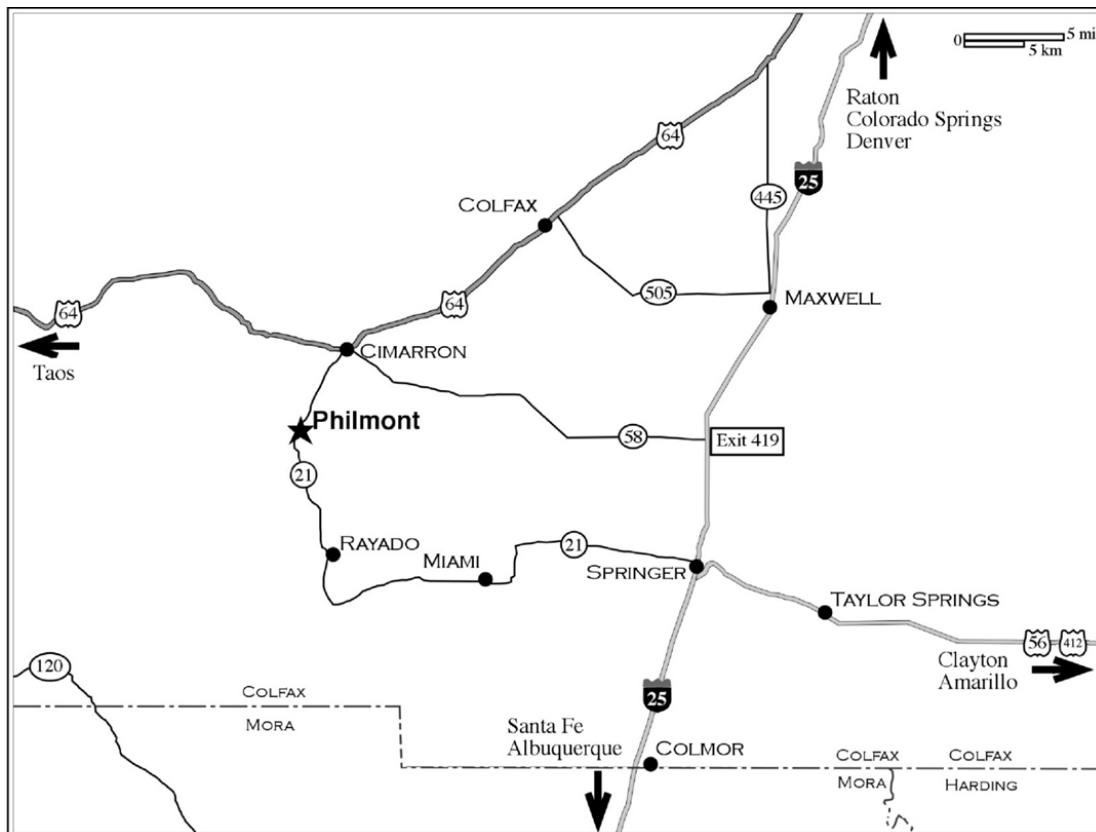 0 5 mi
5 km
Raton
Colorado Springs
Denver
64
25
445
COLFAX
505
MAXWELL
64
64
Taos
CIMARRON
Philmont
58
Exit 419
21
RAYADO
MIAMI
21
SPRINGER
TAYLOR SPRINGS
56 412
Clayton
Amarillo
120
COLFAX
MORA
25
Santa Fe
Albuquerque
COLMOR
COLFAX
MORA
COLFAX
HARDING